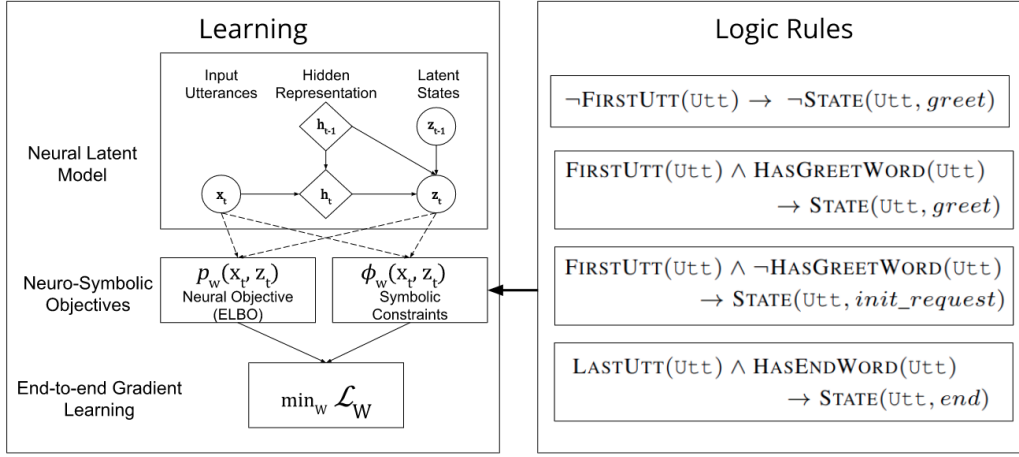 Learning
Input
Utterances
Hidden
Representation
Latent
States
h_{t-1}
z_{t-1}
Neural Latent
Model
x_t
h_t
z_t
Neuro-Symbolic
Objectives
p_w(x_t, z_t)
Neural Objective
(ELBO)
ϕ_w(x_t, z_t)
Symbolic
Constraints
End-to-end Gradient
Learning
min_W ℒ_W
Logic Rules
¬FIRSTUTT(Utt) → ¬STATE(Utt, greet)
FIRSTUTT(Utt) ∧ HASGREETWORD(Utt)
→ STATE(Utt, greet)
FIRSTUTT(Utt) ∧ ¬HASGREETWORD(Utt)
→ STATE(Utt, init_request)
LASTUTT(Utt) ∧ HASENDWORD(Utt)
→ STATE(Utt, end)